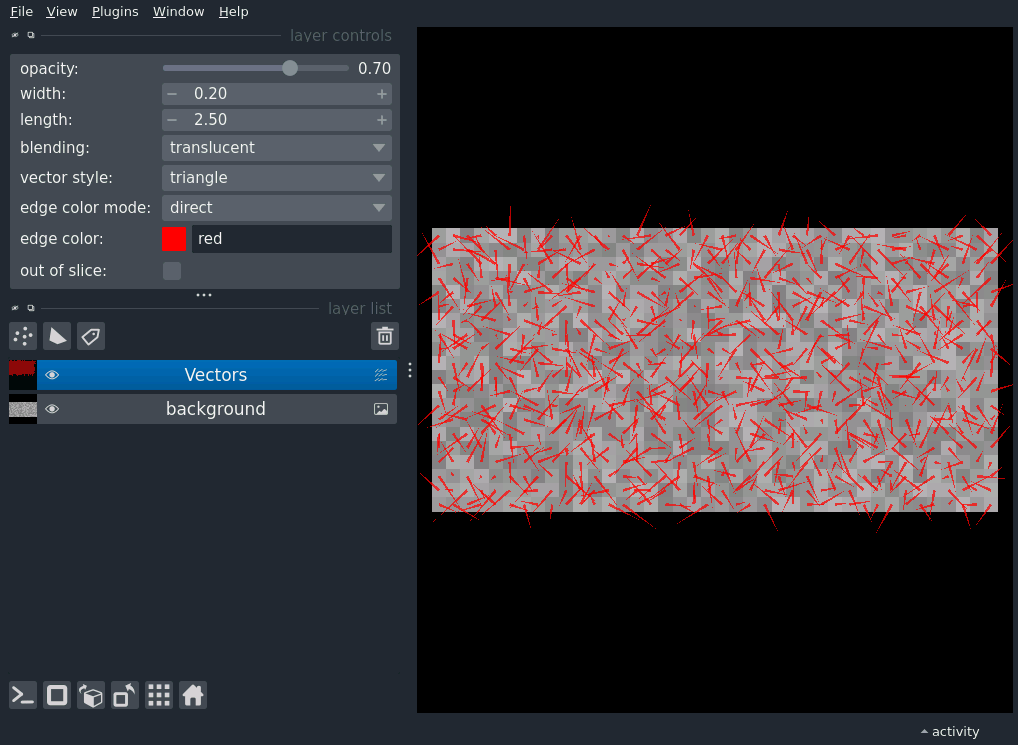 File View Plugins Window Help
layer controls
opacity: 0.70
width: − 0.20 +
length: − 2.50 +
blending: translucent
vector style: triangle
edge color mode: direct
edge color: red
out of slice:
layer list
Vectors
background
activity